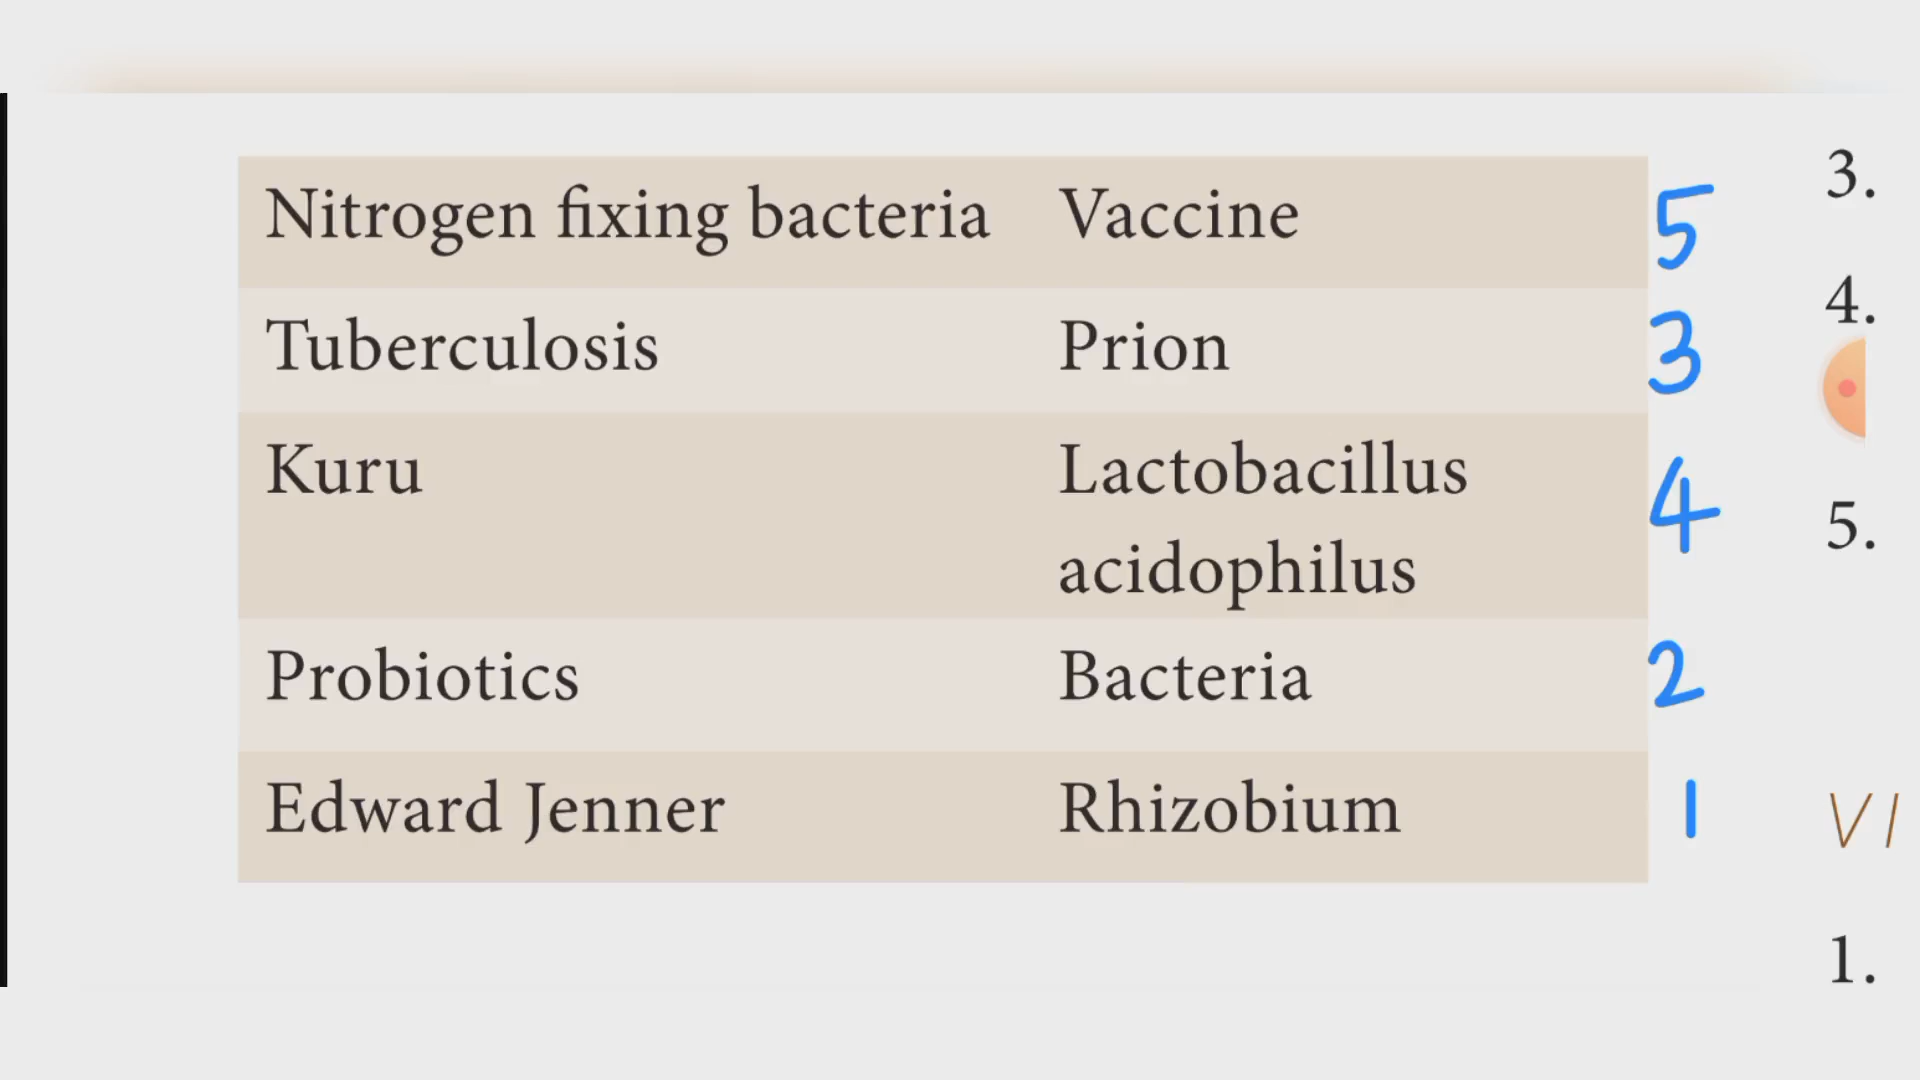 Nitrogen fixing bacteria Vaccine 5
Tuberculosis Prion 3
Kuru Lactobacillus acidophilus 4
Probiotics Bacteria 2
Edward Jenner Rhizobium 1
3.
4.
5.
VI
1.